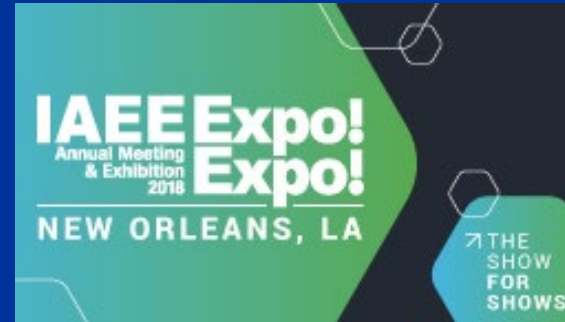 IAEE Expo!
Annual Meeting
& Exhibition
2018
Expo!
NEW ORLEANS, LA
THE
SHOW
FOR
SHOWS